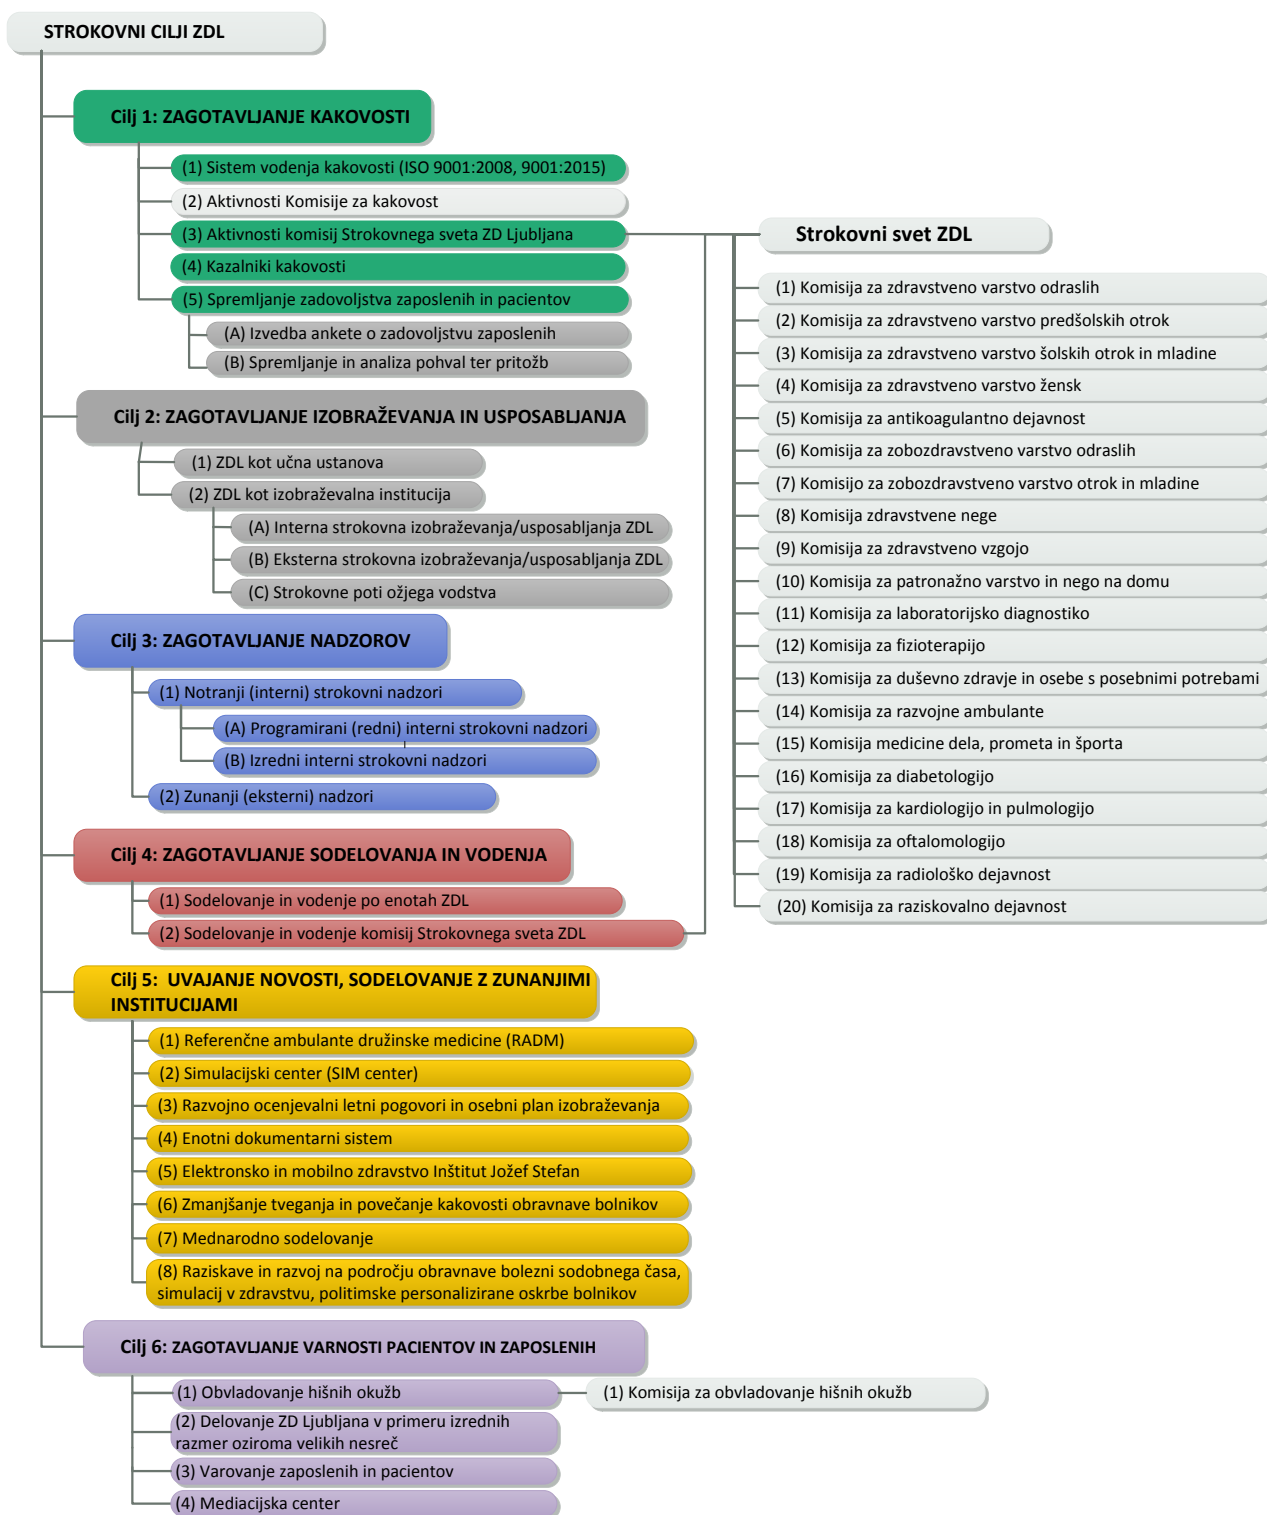 STROKOVNI CILJI ZDL
Cilj 1: ZAGOTAVLJANJE KAKOVOSTI
(1) Sistem vodenja kakovosti (ISO 9001:2008, 9001:2015)
(2) Aktivnosti Komisije za kakovost
(3) Aktivnosti komisij Strokovnega sveta ZD Ljubljana
(4) Kazalniki kakovosti
(5) Spremljanje zadovoljstva zaposlenih in pacientov
(A) Izvedba ankete o zadovoljstvu zaposlenih
(B) Spremljanje in analiza pohval ter pritožb
Cilj 2: ZAGOTAVLJANJE IZOBRAŽEVANJA IN USPOSABLJANJA
(1) ZDL kot učna ustanova
(2) ZDL kot izobraževalna institucija
(A) Interna strokovna izobraževanja/usposabljanja ZDL
(B) Eksterna strokovna izobraževanja/usposabljanja ZDL
(C) Strokovne poti ožjega vodstva
Cilj 3: ZAGOTAVLJANJE NADZOROV
(1) Notranji (interni) strokovni nadzori
(A) Programirani (redni) interni strokovni nadzori
(B) Izredni interni strokovni nadzori
(2) Zunanji (eksterni) nadzori
Cilj 4: ZAGOTAVLJANJE SODELOVANJA IN VODENJA
(1) Sodelovanje in vodenje po enotah ZDL
(2) Sodelovanje in vodenje komisij Strokovnega sveta ZDL
Cilj 5: UVAJANJE NOVOSTI, SODELOVANJE Z ZUNANJIMI
INSTITUCIJAMI
(1) Referenčne ambulante družinske medicine (RADM)
(2) Simulacijski center (SIM center)
(3) Razvojno ocenjevalni letni pogovori in osebni plan izobraževanja
(4) Enotni dokumentarni sistem
(5) Elektronsko in mobilno zdravstvo Inštitut Jožef Stefan
(6) Zmanjšanje tveganja in povečanje kakovosti obravnave bolnikov
(7) Mednarodno sodelovanje
(8) Raziskave in razvoj na področju obravnave bolezni sodobnega časa,
simulacij v zdravstvu, politimske personalizirane oskrbe bolnikov
Cilj 6: ZAGOTAVLJANJE VARNOSTI PACIENTOV IN ZAPOSLENIH
(1) Obvladovanje hišnih okužb
(1) Komisija za obvladovanje hišnih okužb
(2) Delovanje ZD Ljubljana v primeru izrednih
razmer oziroma velikih nesreč
(3) Varovanje zaposlenih in pacientov
(4) Mediacijska center
Strokovni svet ZDL
(1) Komisija za zdravstveno varstvo odraslih
(2) Komisija za zdravstveno varstvo predšolskih otrok
(3) Komisija za zdravstveno varstvo šolskih otrok in mladine
(4) Komisija za zdravstveno varstvo žensk
(5) Komisija za antikoagulantno dejavnost
(6) Komisija za zobozdravstveno varstvo odraslih
(7) Komisijo za zobozdravstveno varstvo otrok in mladine
(8) Komisija zdravstvene nege
(9) Komisija za zdravstveno vzgojo
(10) Komisija za patronažno varstvo in nego na domu
(11) Komisija za laboratorijsko diagnostiko
(12) Komisija za fizioterapijo
(13) Komisija za duševno zdravje in osebe s posebnimi potrebami
(14) Komisija za razvojne ambulante
(15) Komisija medicine dela, prometa in športa
(16) Komisija za diabetologijo
(17) Komisija za kardiologijo in pulmologijo
(18) Komisija za oftalomologijo
(19) Komisija za radiološko dejavnost
(20) Komisija za raziskovalno dejavnost